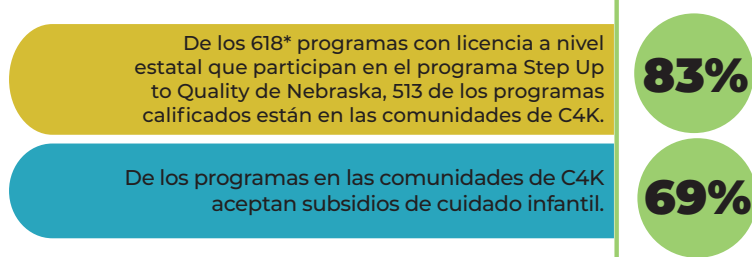 De los 618* programas con licencia a nivel
estatal que participan en el programa Step Up
to Quality de Nebraska, 513 de los programas
calificados están en las comunidades de C4K.
83%
De los programas en las comunidades de C4K
aceptan subsidios de cuidado infantil.
69%